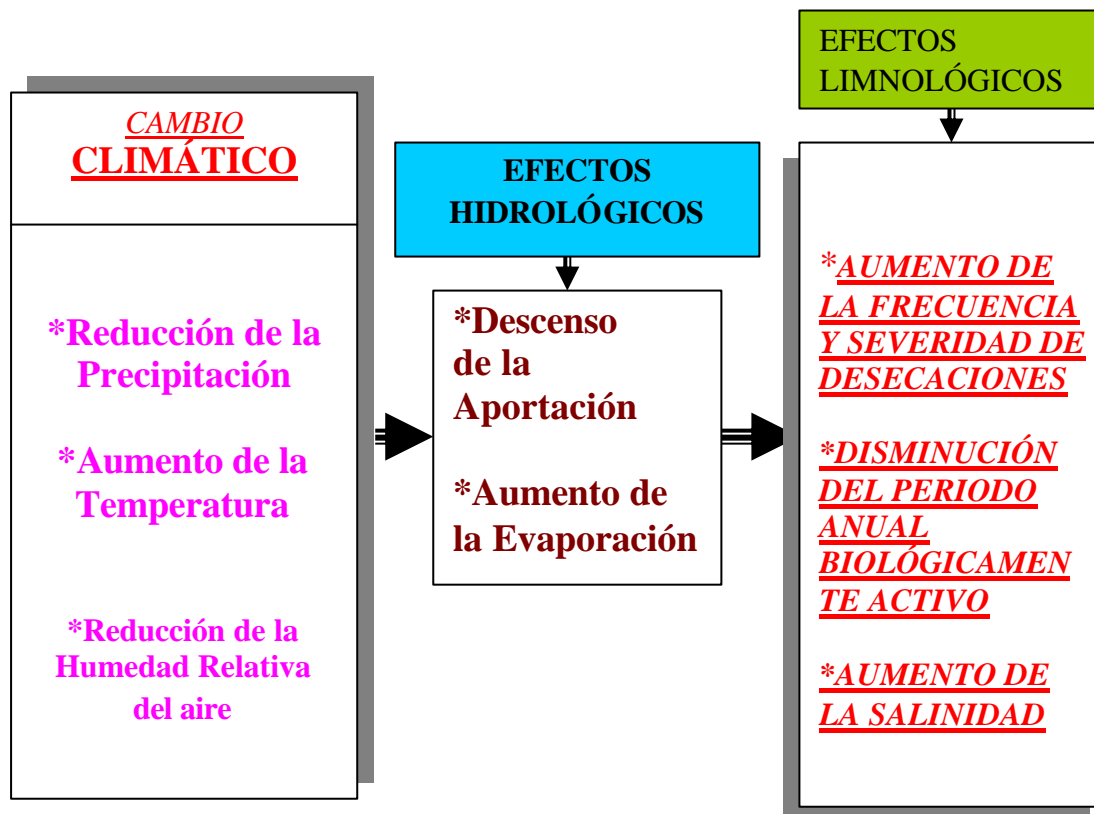 CAMBIO
CLIMÁTICO
*Reducción de la
Precipitación
*Aumento de la
Temperatura
*Reducción de la
Humedad Relativa
del aire
EFECTOS
HIDROLÓGICOS
*Descenso
de la
Aportación
*Aumento de
la Evaporación
EFECTOS
LIMNOLÓGICOS
*AUMENTO DE
LA FRECUENCIA
Y SEVERIDAD DE
DESECACIONES
*DISMINUCIÓN
DEL PERIODO
ANUAL
BIOLÓGICAMEN
TE ACTIVO
*AUMENTO DE
LA SALINIDAD